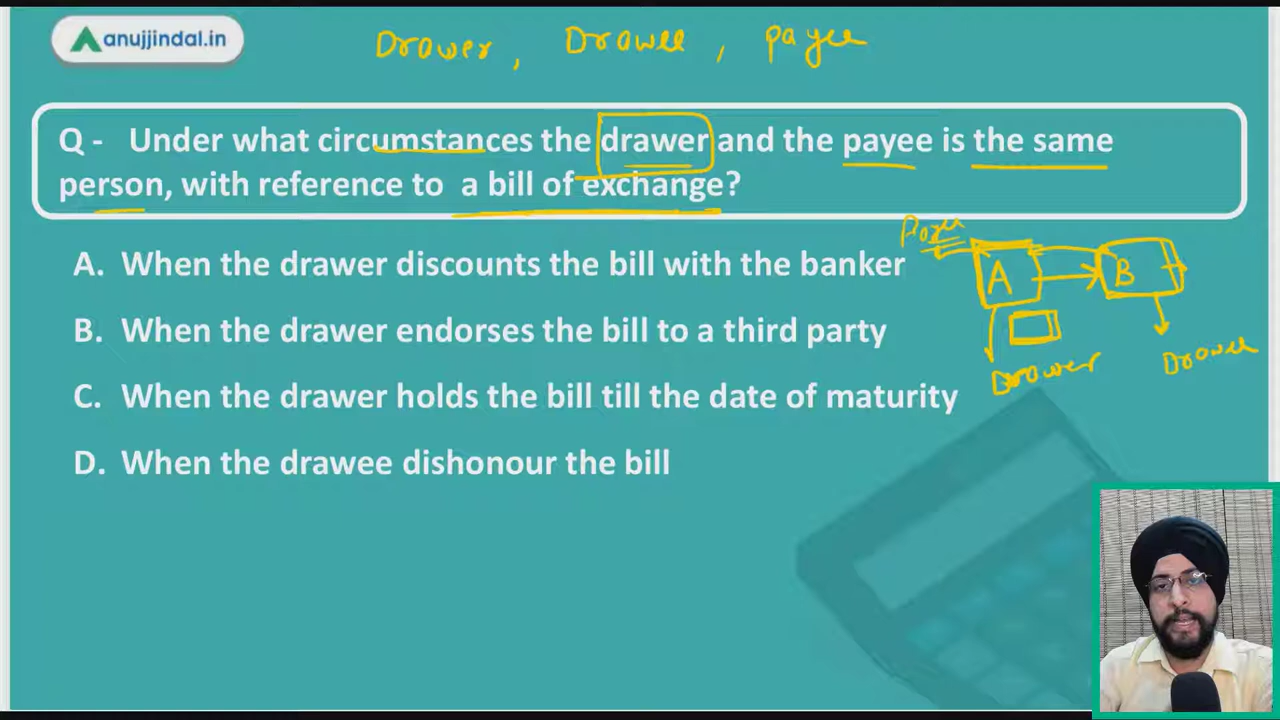 anujjindal.in
Drawer, Drawee, payee
Q - Under what circumstances the drawer and the payee is the same
person, with reference to a bill of exchange?
A. When the drawer discounts the bill with the banker
Payee
A
B
B. When the drawer endorses the bill to a third party
Drawer
Drawee
C. When the drawer holds the bill till the date of maturity
D. When the drawee dishonour the bill